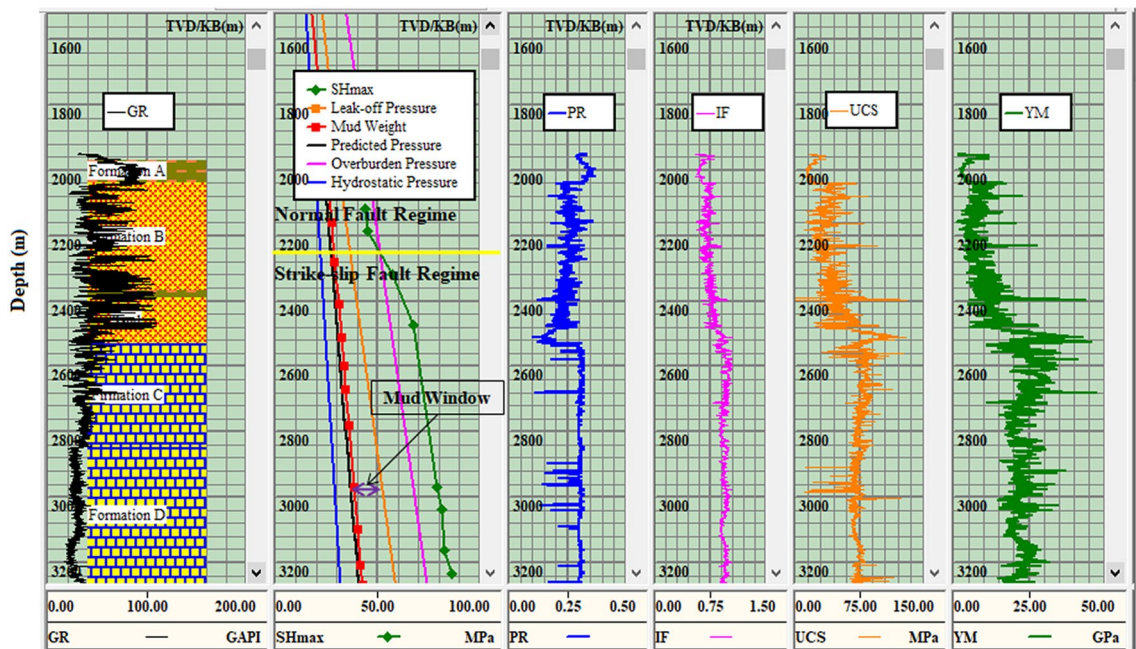 TVD/KB(m)
TVD/KB(m)
TVD/KB(m)
TVD/KB(m)
TVD/KB(m)
TVD/KB(m)
Depth (m)
1600
1800
2000
2200
2400
2600
2800
3000
3200
GR
Formation A
Formation C
Formation D
0.00 100.00 200.00
GR GAPI
1600
1800
2000
2200
2400
2600
2800
3000
3200
SHmax
Leak-off Pressure
Mud Weight
Predicted Pressure
Overburden Pressure
Hydrostatic Pressure
Normal Fault Regime
Strike-slip Fault Regime
Mud Window
0.00 50.00 100.00
SHmax MPa
1600
1800
2000
2200
2400
2600
2800
3000
3200
PR
0.00 0.25 0.50
PR
1600
1800
2000
2200
2400
2600
2800
3000
3200
IF
0.00 0.75 1.50
IF
1600
1800
2000
2200
2400
2600
2800
3000
3200
UCS
0.00 75.00 150.00
UCS MPa
1600
1800
2000
2200
2400
2600
2800
3000
3200
YM
0.00 25.00 50.00
YM GPa